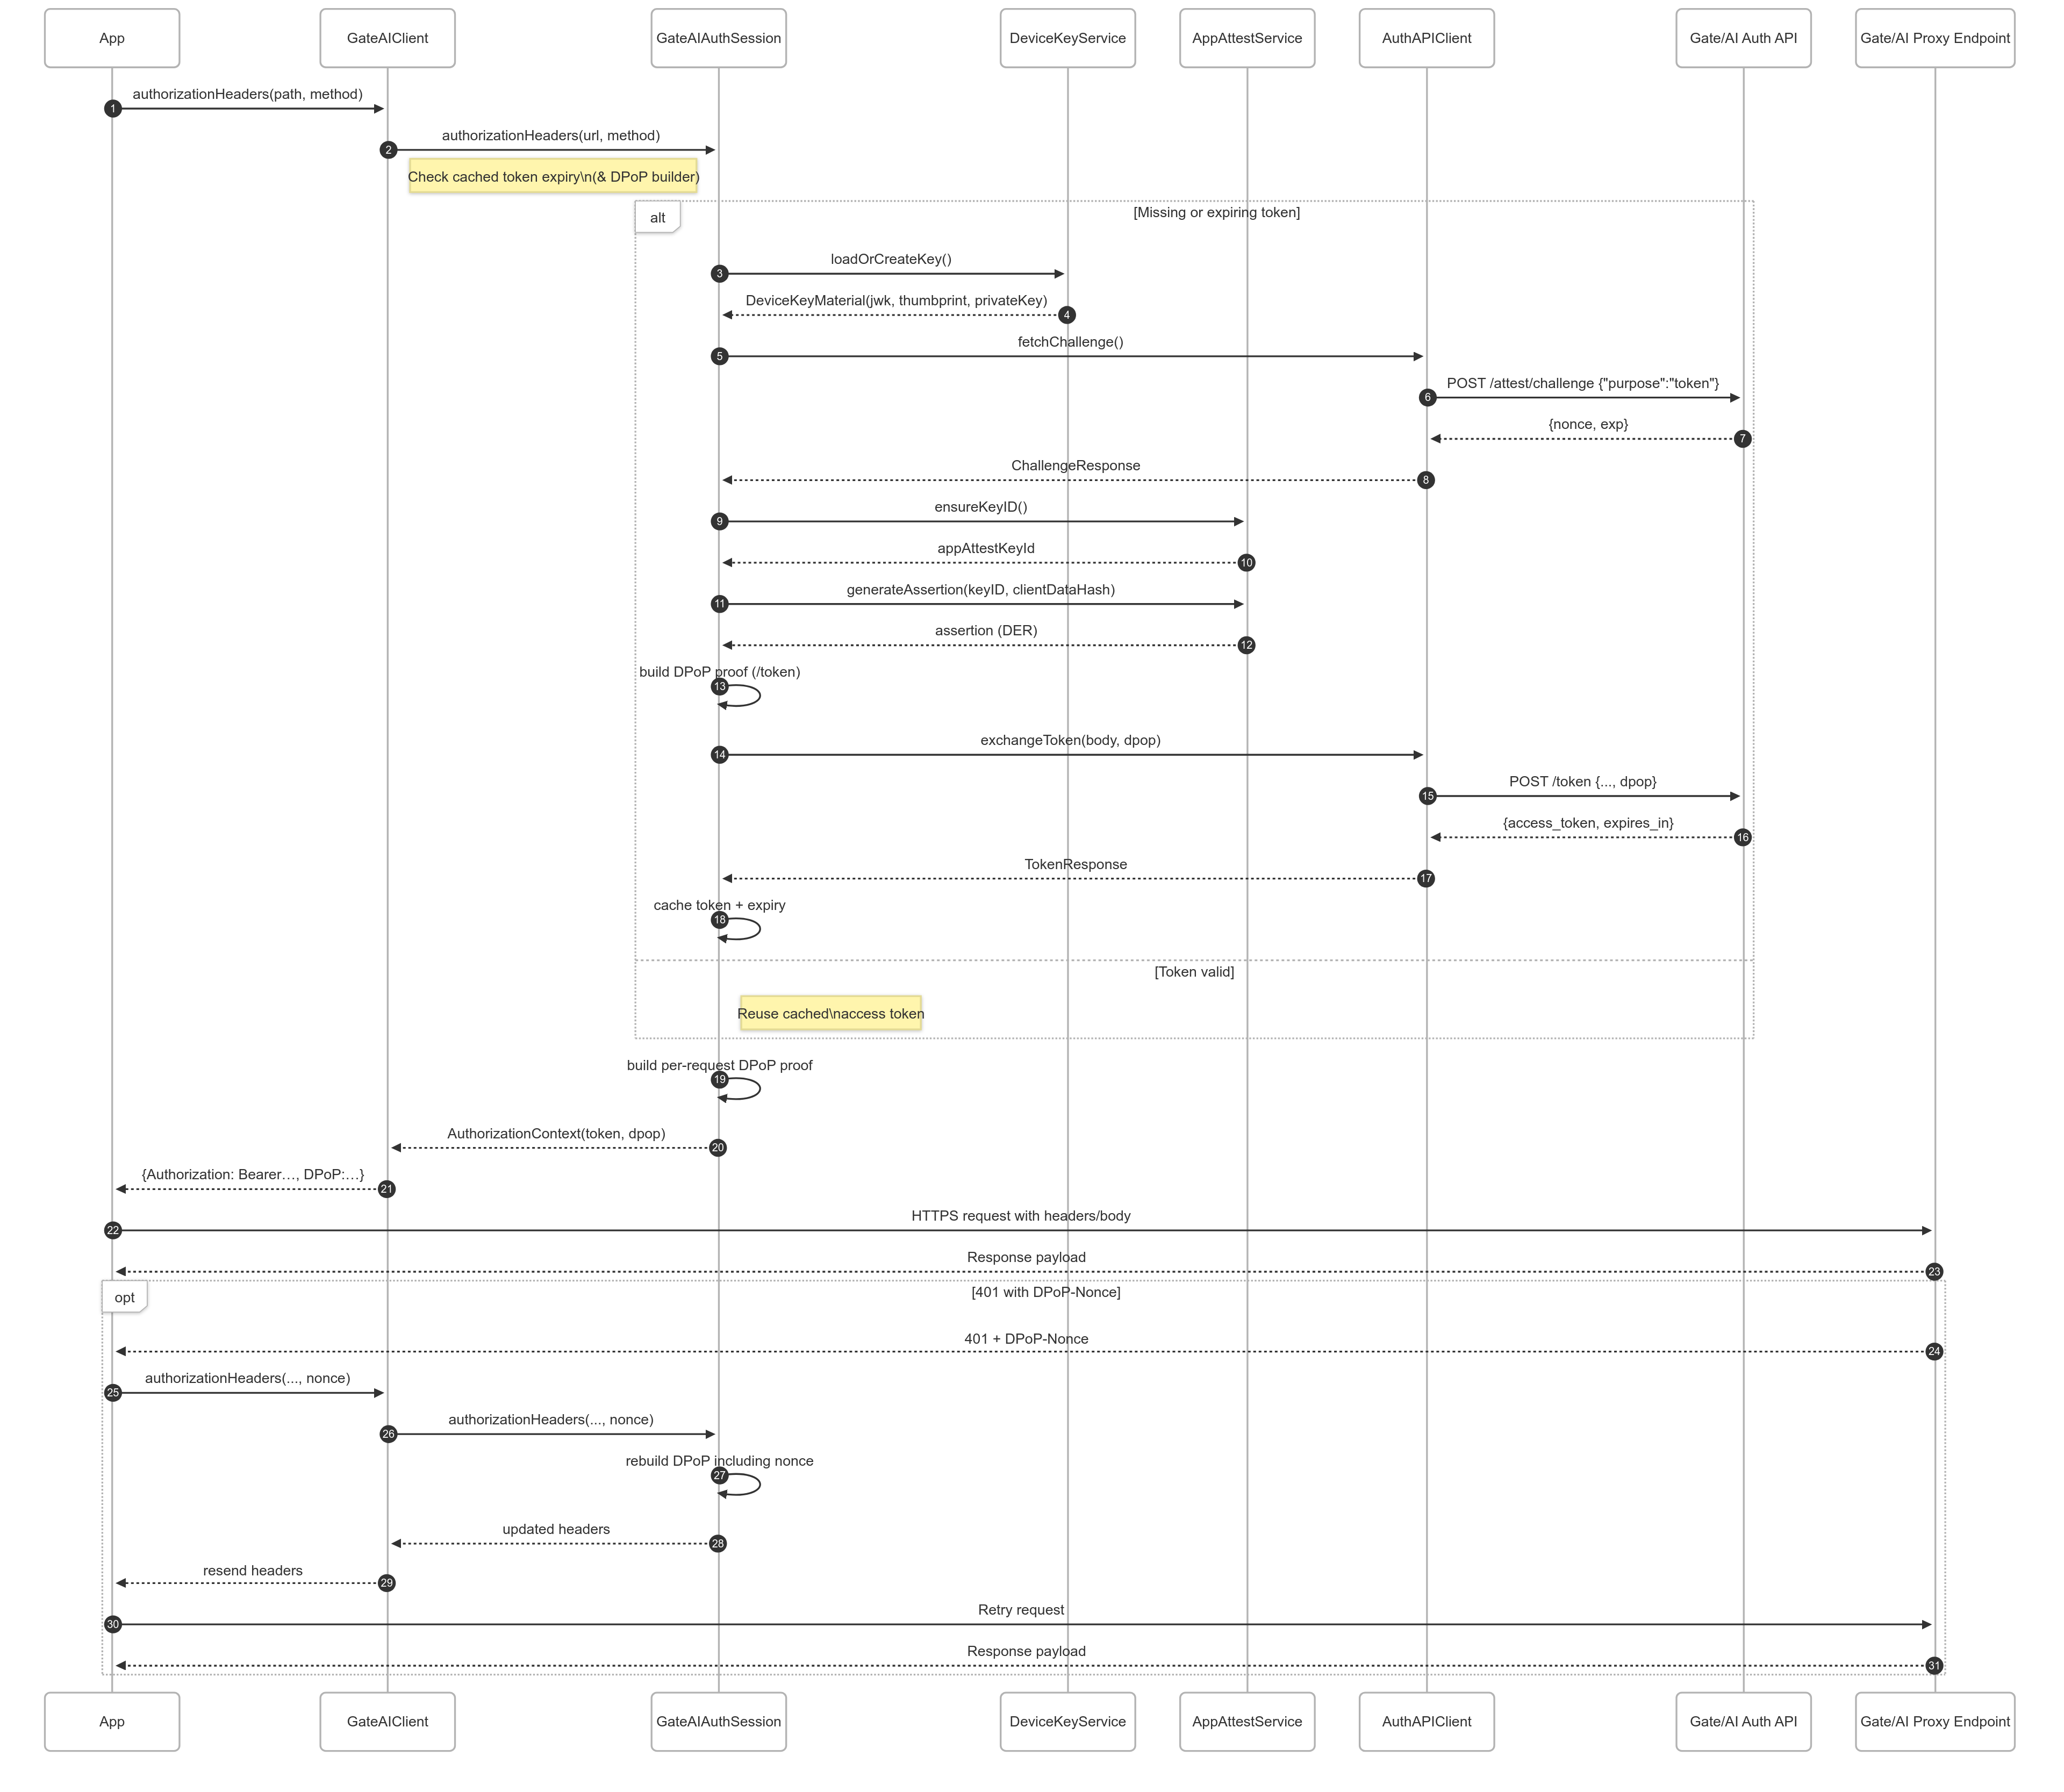 App
GateAIClient
GateAIAuthSession
DeviceKeyService
AppAttestService
AuthAPIClient
Gate/AI Auth API
Gate/AI Proxy Endpoint
authorizationHeaders(path, method)
1
authorizationHeaders(url, method)
2
Check cached token expiry\n(& DPoP builder)
alt
[Missing or expiring token]
loadOrCreateKey()
3
DeviceKeyMaterial(jwk, thumbprint, privateKey)
4
fetchChallenge()
5
POST /attest/challenge {"purpose":"token"}
6
{nonce, exp}
7
ChallengeResponse
8
ensureKeyID()
9
appAttestKeyId
10
generateAssertion(keyID, clientDataHash)
11
assertion (DER)
12
build DPoP proof (/token)
13
exchangeToken(body, dpop)
14
POST /token {..., dpop}
15
{access_token, expires_in}
16
TokenResponse
17
cache token + expiry
18
[Token valid]
Reuse cached\naccess token
build per-request DPoP proof
19
AuthorizationContext(token, dpop)
20
{Authorization: Bearer…, DPoP:…}
21
HTTPS request with headers/body
22
Response payload
23
opt
[401 with DPoP-Nonce]
401 + DPoP-Nonce
24
authorizationHeaders(..., nonce)
25
authorizationHeaders(..., nonce)
26
rebuild DPoP including nonce
27
updated headers
28
resend headers
29
Retry request
30
Response payload
31
App
GateAIClient
GateAIAuthSession
DeviceKeyService
AppAttestService
AuthAPIClient
Gate/AI Auth API
Gate/AI Proxy Endpoint